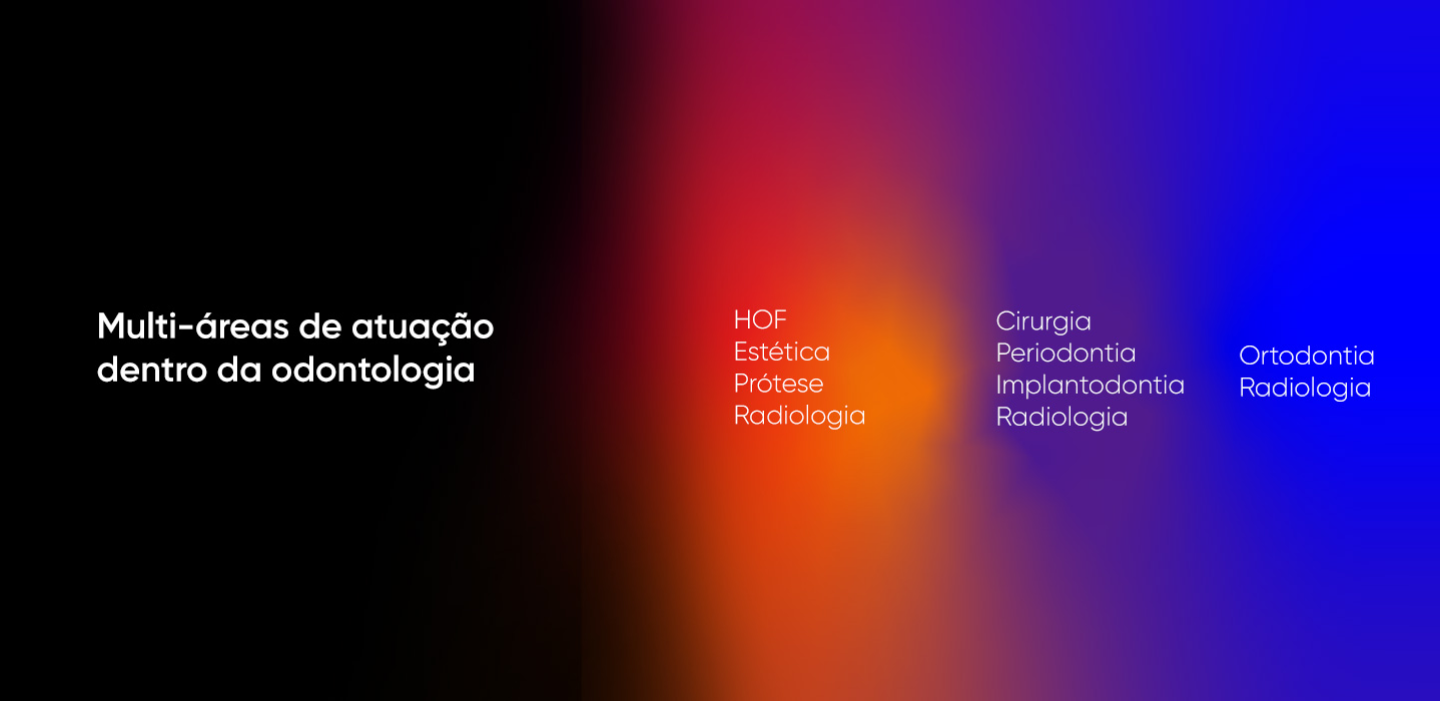 Multi-áreas de atuação
dentro da odontologia
HOF
Estética
Prótese
Radiologia
Cirurgia
Periodontia
Implantodontia
Radiologia
Ortodontia
Radiologia